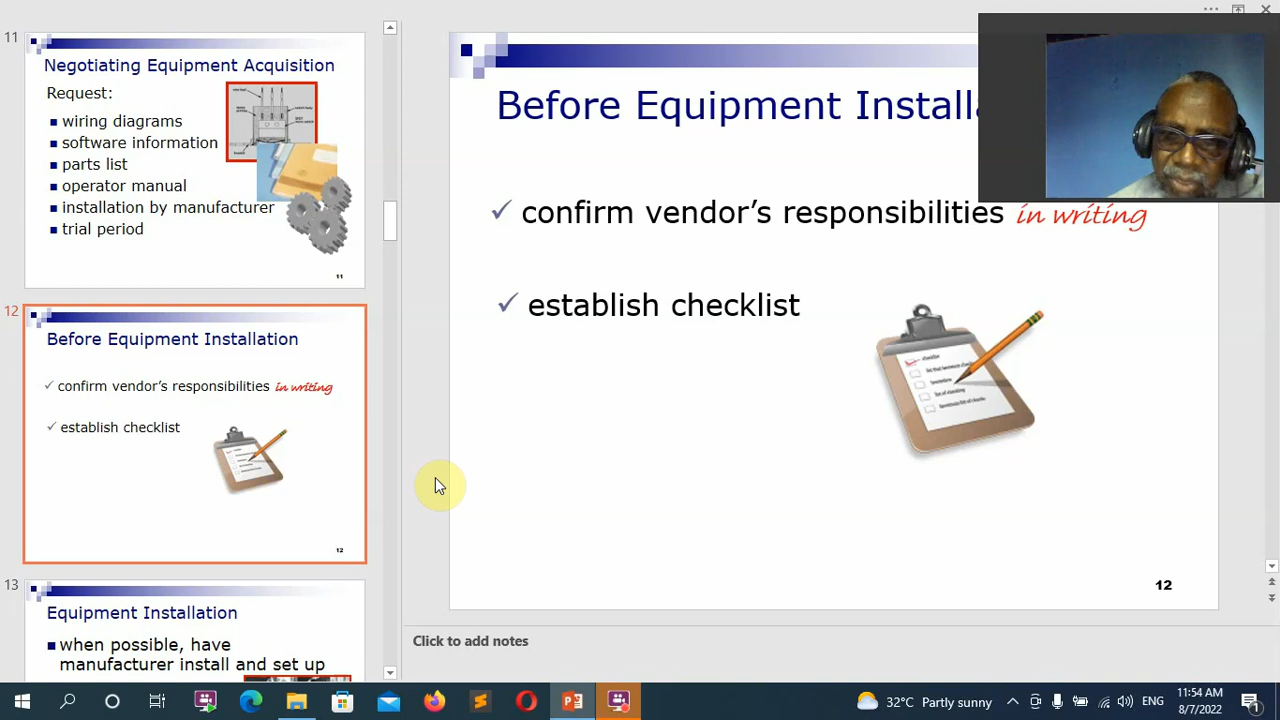 11
Negotiating Equipment Acquisition
Request:
wiring diagrams
software information
parts list
operator manual
installation by manufacturer
trial period
11
12
Before Equipment Installation
confirm vendor's responsibilities in writing
establish checklist
12
13
Equipment Installation
when possible, have
manufacturer install and set up
Before Equipment Install
confirm vendor's responsibilities in writing
establish checklist
checklist
12
Click to add notes
32°C Partly sunny
ENG
11:54 AM
8/7/2022
1